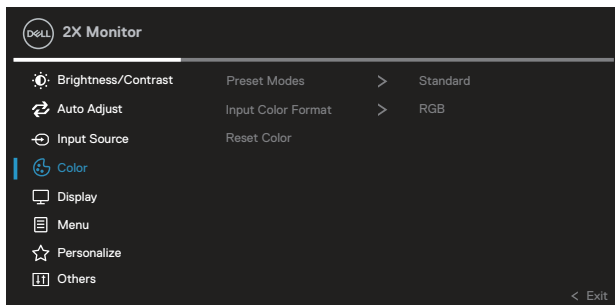 DELL 2X Monitor
Brightness/Contrast Preset Modes > Standard
Auto Adjust Input Color Format > RGB
Input Source Reset Color
Color
Display
Menu
Personalize
Others
< Exit